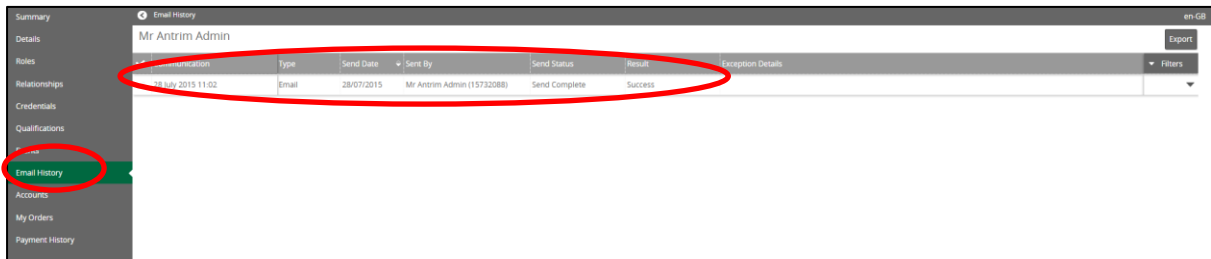 Summary
Details
Roles
Relationships
Credentials
Qualifications
Email History
Accounts
My Orders
Payment History
Email History
en-GB
Mr Antrim Admin
Export
Communication Type Send Date Sent By Send Status Result Exception Details Filters
28 July 2015 11:02 Email 28/07/2015 Mr Antrim Admin (15732088) Send Complete Success